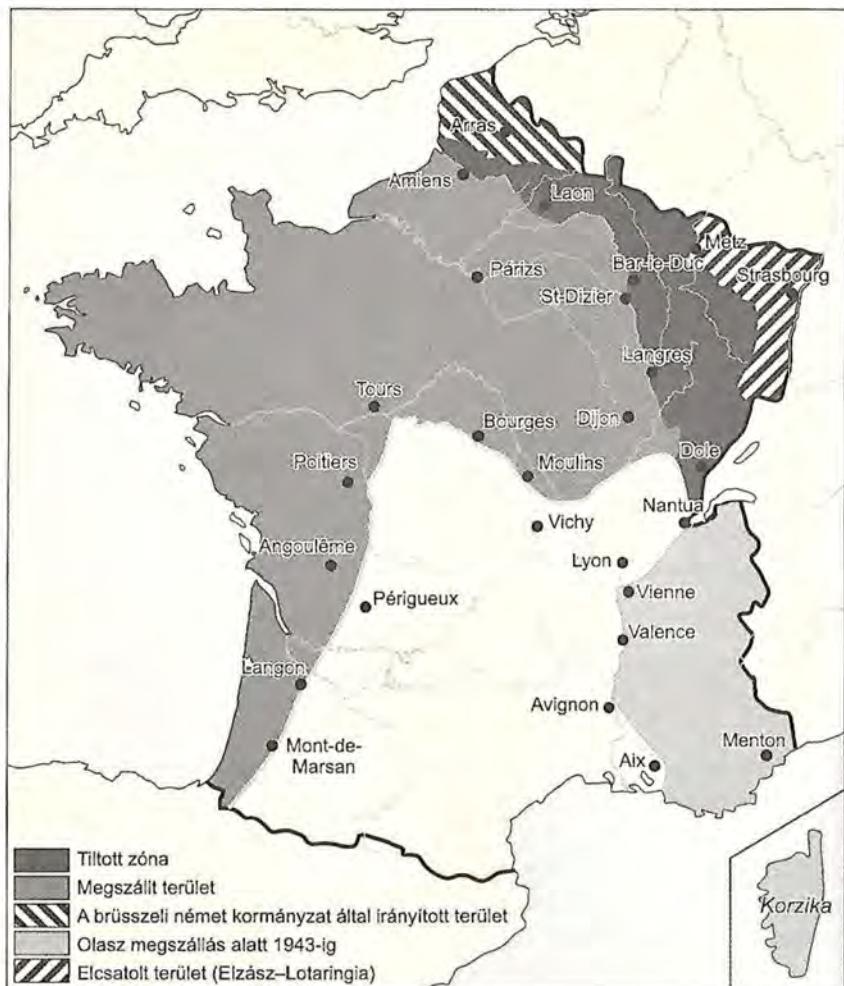 Arras
Amiens
Laon
Metz
Bar-le-Duc
Strasbourg
Párizs
St-Dizier
Langres
Tours
Bourges
Dijon
Poitiers
Moulins
Dole
Nantua
Vichy
Angoulême
Lyon
Périgueux
Vienne
Valence
Langon
Avignon
Mont-de-
Marsan
Aix
Menton
Korzika
Tiltott zóna
Megszállt terület
A brüsszeli német kormányzat által irányított terület
Olasz megszállás alatt 1943-ig
Elcsatolt terület (Elzász–Lotaringia)